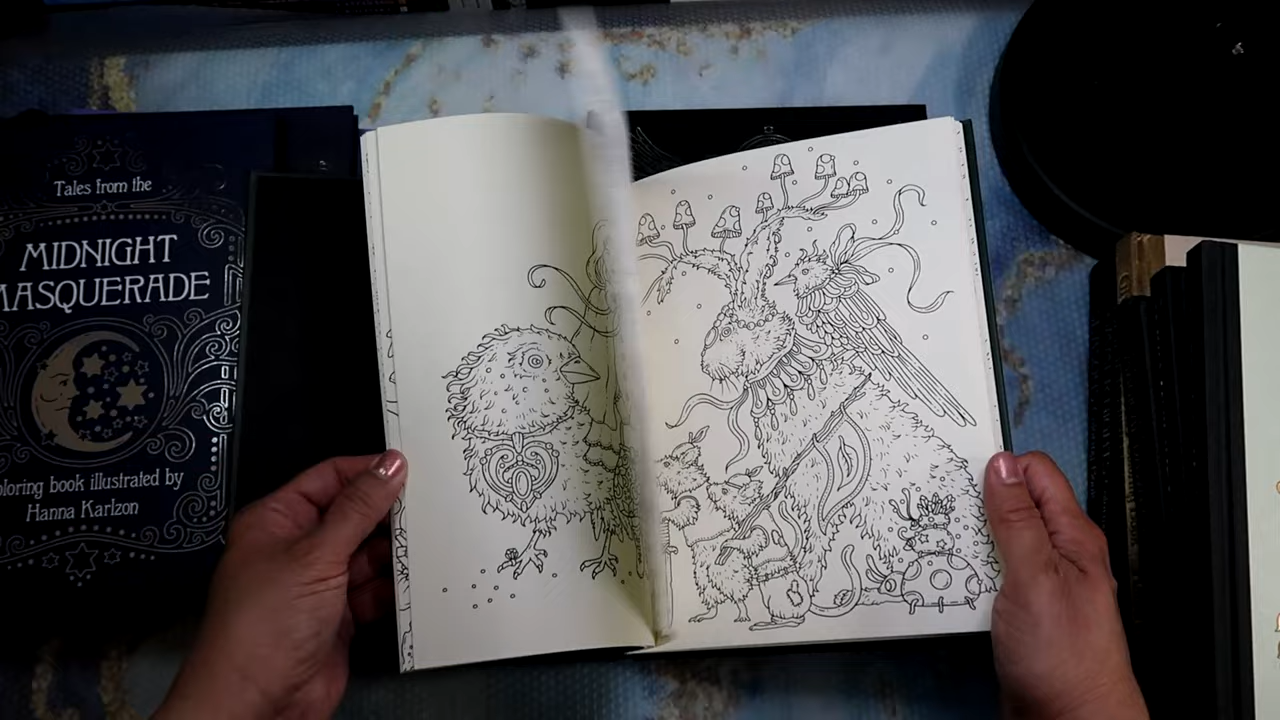 Tales from the
MIDNIGHT
MASQUERADE
oloring book illustrated by
Hanna Karlzon